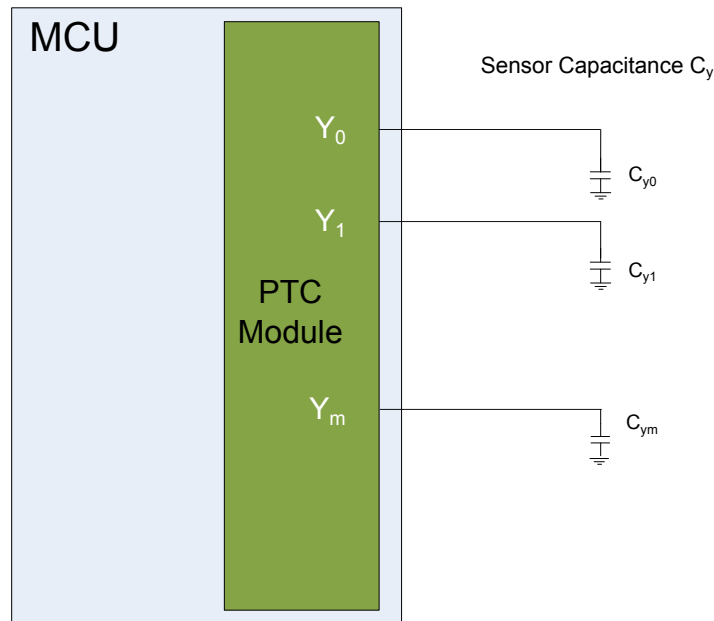 MCU
Sensor Capacitance Cy
Y0
Cy0
Y1
Cy1
PTC
Module
Ym
Cym